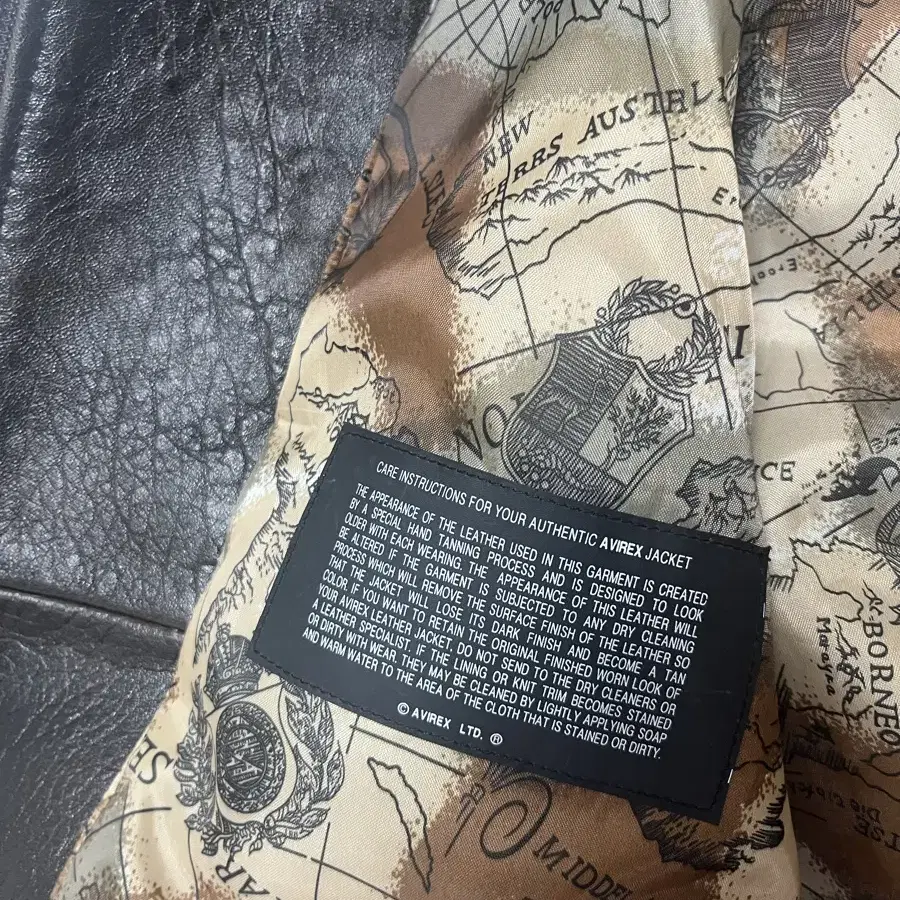 NEW
TERRS AUSTRL
NO
CE
BORNEO
Marosira
SE
AR
MIDD
CARE INSTRUCTIONS FOR YOUR AUTHENTIC AVIREX JACKET
THE APPEARANCE OF THE LEATHER USED IN THIS GARMENT IS CREATED
BY A SPECIAL HAND TANNING PROCESS AND IS DESIGNED TO LOOK
OLDER WITH EACH WEARING. THE APPEARANCE OF THIS LEATHER WILL
BE ALTERED IF THE GARMENT IS SUBJECTED TO ANY DRY CLEANING
PROCESS WHICH WILL REMOVE THE SURFACE FINISH OF THE LEATHER SO
THAT THE JACKET WILL LOSE ITS DARK FINISH AND BECOME A TAN
COLOR. IF YOU WANT TO RETAIN THE ORIGINAL FINISHED WORN LOOK OF
YOUR AVIREX LEATHER JACKET, DO NOT SEND TO THE DRY CLEANERS OR
A LEATHER SPECIALIST. IF THE LINING OR KNIT TRIM BECOMES STAINED
OR DIRTY WITH WEAR, THEY MAY BE CLEANED BY LIGHTLY APPLYING SOAP
AND WARM WATER TO THE AREA OF THE CLOTH THAT IS STAINED OR DIRTY.
© AVIREX LTD. ®